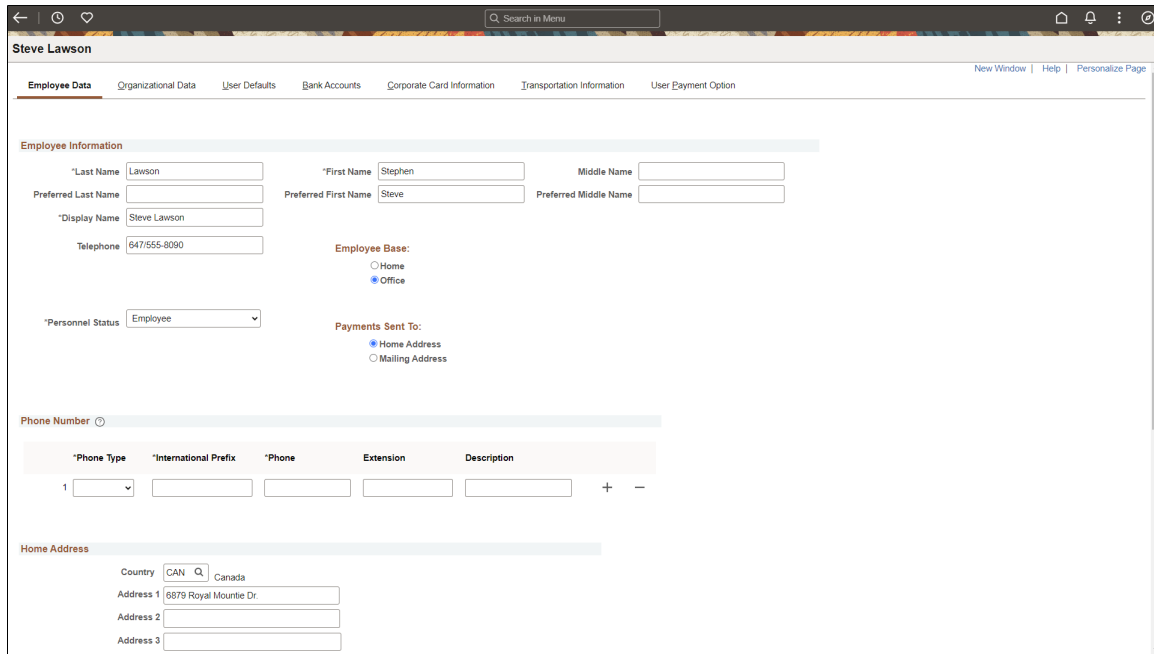 Search in Menu
Steve Lawson
New Window | Help | Personalize Page
Employee Data Organizational Data User Defaults Bank Accounts Corporate Card Information Transportation Information User Payment Option
Employee Information
*Last Name Lawson *First Name Stephen Middle Name
Preferred Last Name Preferred First Name Steve Preferred Middle Name
*Display Name Steve Lawson
Telephone 647/555-8090 Employee Base:
Home
Office
*Personnel Status Employee
Payments Sent To:
Home Address
Mailing Address
Phone Number ?
*Phone Type *International Prefix *Phone Extension Description
1 + −
Home Address
Country CAN Canada
Address 1 6879 Royal Mountie Dr.
Address 2
Address 3